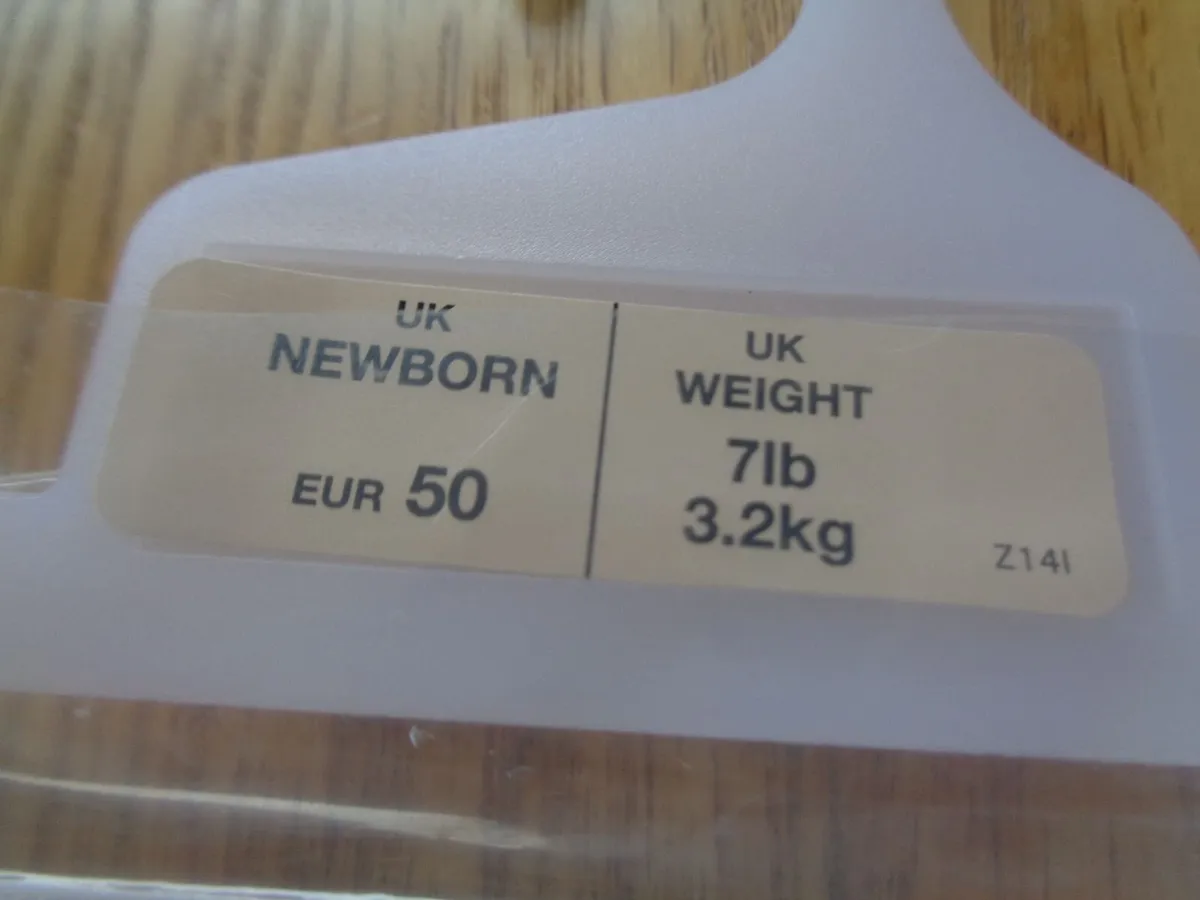 UK
NEWBORN
EUR 50
UK
WEIGHT
7lb
3.2kg
Z14I